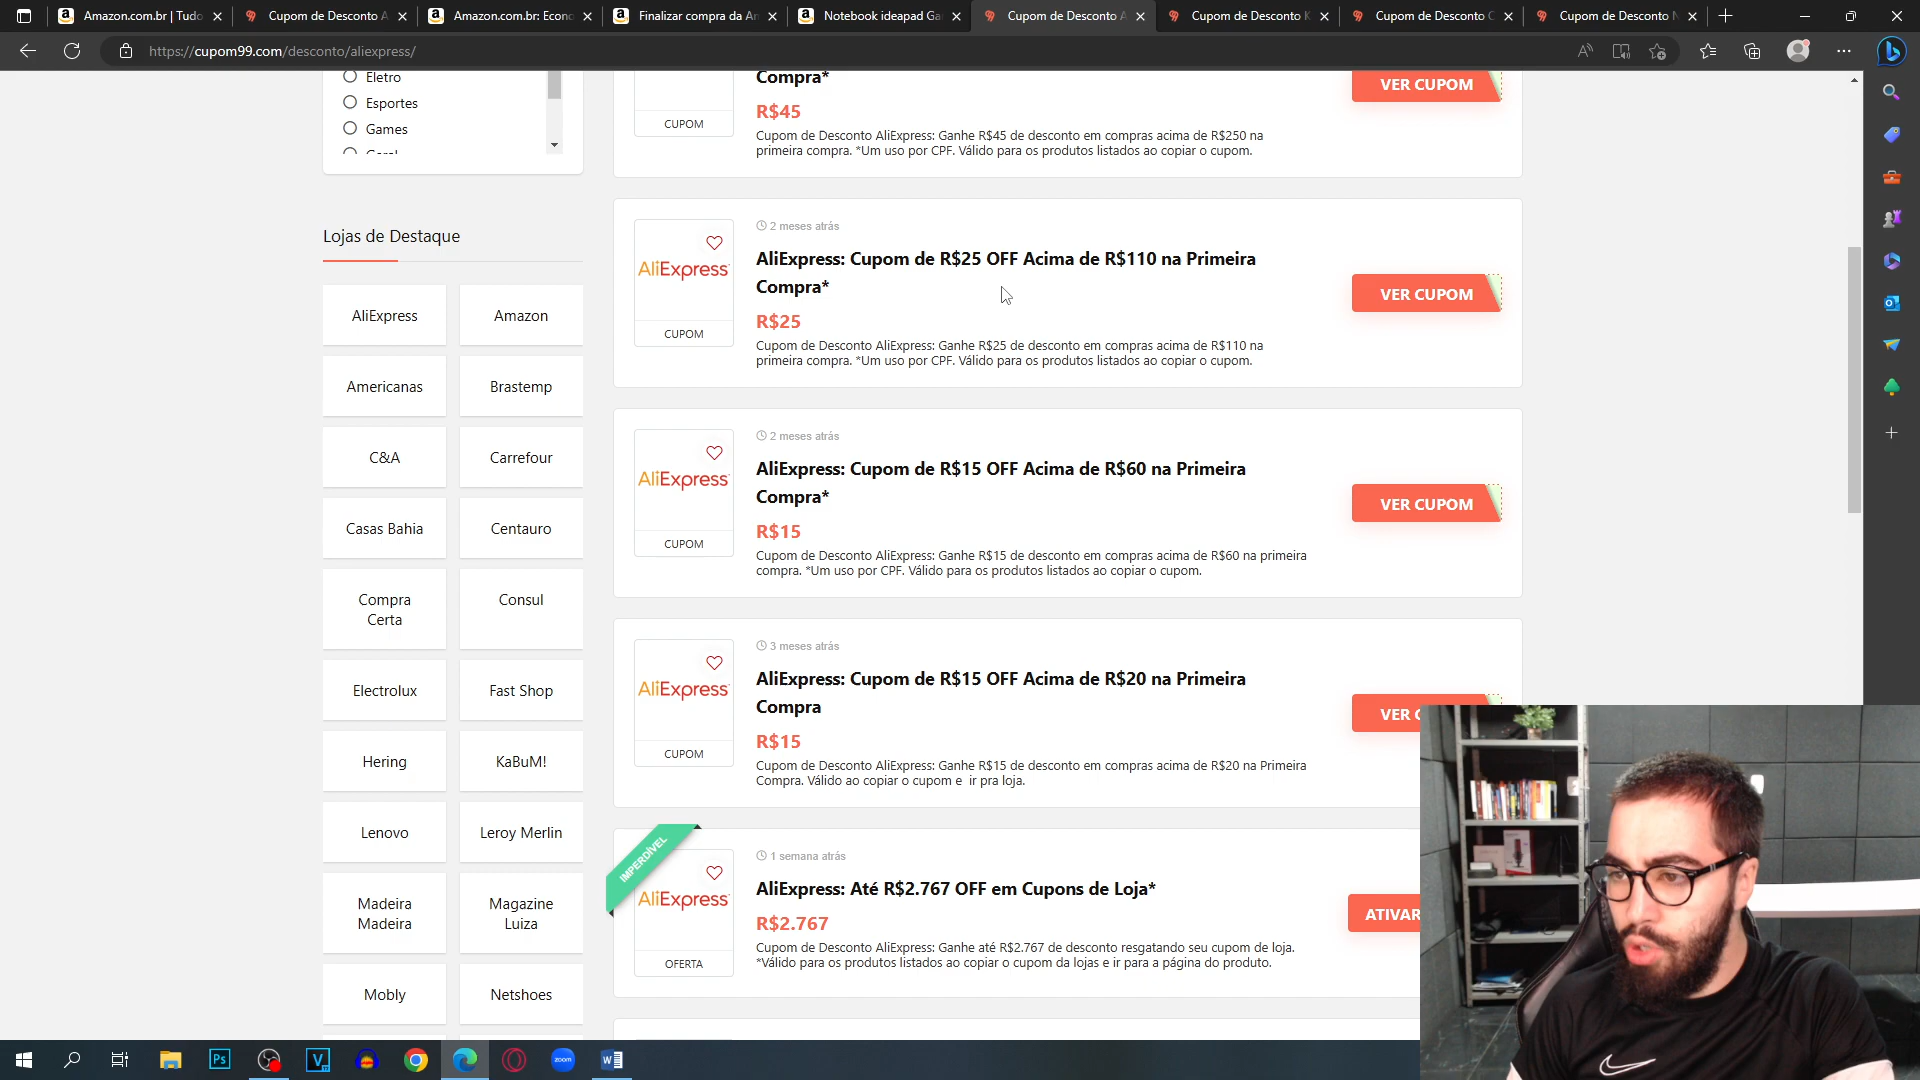 Amazon.com.br | Tudo
Cupom de Desconto A
Amazon.com.br: Econo
Finalizar compra da Am
Notebook ideapad Ga
Cupom de Desconto A
Cupom de Desconto K
Cupom de Desconto C
Cupom de Desconto N
https://cupom99.com/desconto/aliexpress/
Eletro
Esportes
Games
Geral
Lojas de Destaque
AliExpress
Amazon
Americanas
Brastemp
C&A
Carrefour
Casas Bahia
Centauro
Compra
Certa
Consul
Electrolux
Fast Shop
Hering
KaBuM!
Lenovo
Leroy Merlin
Madeira
Madeira
Magazine
Luiza
Mobly
Netshoes
Compra*
R$45
Cupom de Desconto AliExpress: Ganhe R$45 de desconto em compras acima de R$250 na
primeira compra. *Um uso por CPF. Válido para os produtos listados ao copiar o cupom.
CUPOM
VER CUPOM
2 meses atrás
AliExpress
CUPOM
AliExpress: Cupom de R$25 OFF Acima de R$110 na Primeira
Compra*
R$25
Cupom de Desconto AliExpress: Ganhe R$25 de desconto em compras acima de R$110 na
primeira compra. *Um uso por CPF. Válido para os produtos listados ao copiar o cupom.
VER CUPOM
2 meses atrás
AliExpress
CUPOM
AliExpress: Cupom de R$15 OFF Acima de R$60 na Primeira
Compra*
R$15
Cupom de Desconto AliExpress: Ganhe R$15 de desconto em compras acima de R$60 na primeira
compra. *Um uso por CPF. Válido para os produtos listados ao copiar o cupom.
VER CUPOM
3 meses atrás
AliExpress
CUPOM
AliExpress: Cupom de R$15 OFF Acima de R$20 na Primeira
Compra
R$15
Cupom de Desconto AliExpress: Ganhe R$15 de desconto em compras acima de R$20 na Primeira
Compra. Válido ao copiar o cupom e ir pra loja.
VER C
IMPERDÍVEL
1 semana atrás
AliExpress
OFERTA
AliExpress: Até R$2.767 OFF em Cupons de Loja*
R$2.767
Cupom de Desconto AliExpress: Ganhe até R$2.767 de desconto resgatando seu cupom de loja.
*Válido para os produtos listados ao copiar o cupom da lojas e ir para a página do produto.
ATIVAR
Ps
V
zoom
W